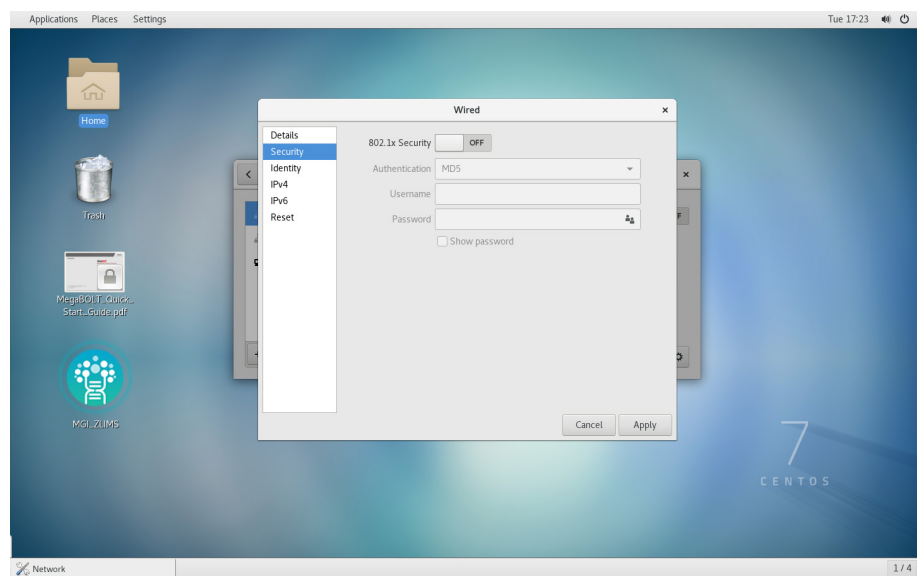 Applications Places Settings
Tue 17:23
Home
Trash
MegaBOLT_Quick_
Start_Guide.pdf
MGI_ZLIMS
Wired
Details
Security
Identity
IPv4
IPv6
Reset
802.1x Security OFF
Authentication MD5
Username
Password
Show password
Cancel Apply
7
CENTOS
Network
1 / 4